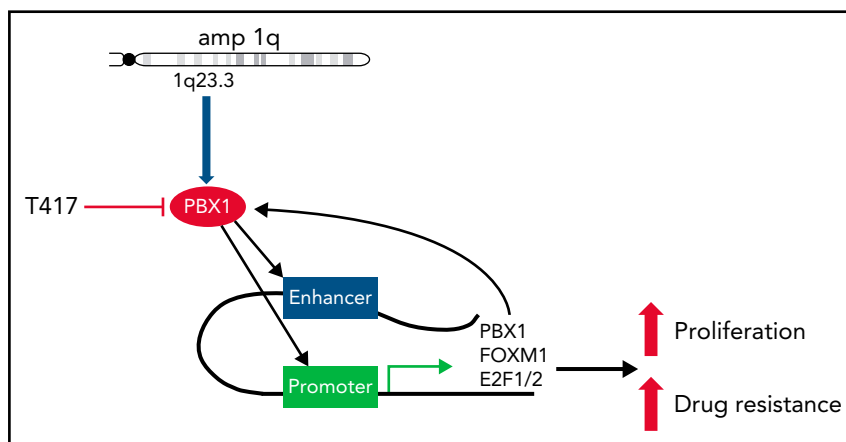 amp 1q
1q23.3
T417
PBX1
Enhancer
Promoter
PBX1
FOXM1
E2F1/2
Proliferation
Drug resistance